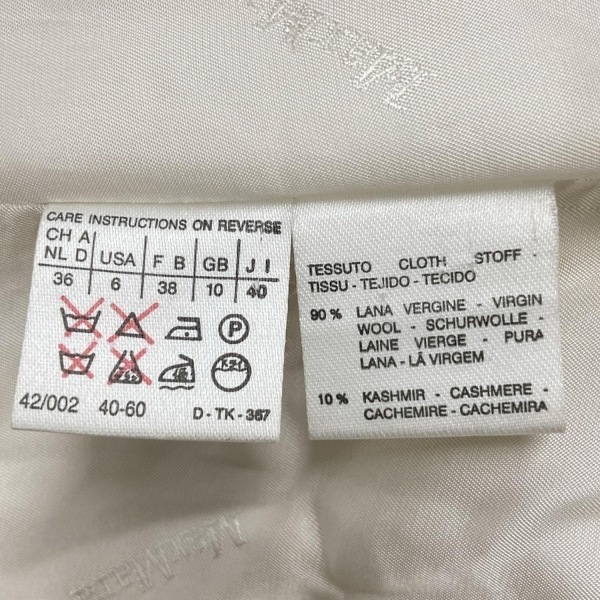 MaxMara
CARE INSTRUCTIONS ON REVERSE
CH A
NL D USA F B GB J I
36 6 38 10 40
P
42/002 40-60 D-TK-367
TESSUTO CLOTH STOFF -
TISSU - TEJIDO - TECIDO
90% LANA VERGINE - VIRGIN
WOOL - SCHURWOLLE -
LAINE VIERGE - PURA
LANA - LÃ VIRGEM
10% KASHMIR - CASHMERE -
CACHEMIRE - CACHEMIRA
MaxMara